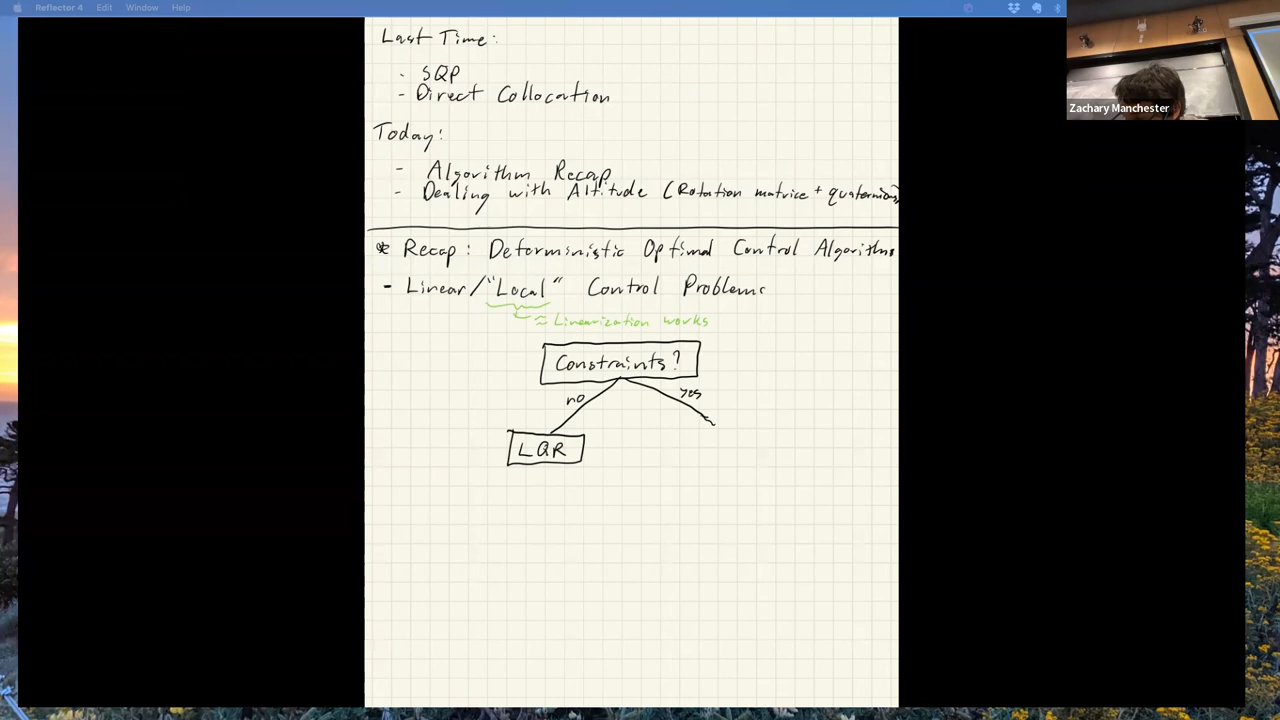 Reflector 4 Edit Window Help
Zachary Manchester
Last Time:
- SQP
- Direct Collocation
Today:
- Algorithm Recap
- Dealing with Attitude (Rotation matrice + quaternions)
* Recap: Deterministic Optimal Control Algorithms
- Linear/"Local" Control Problems
≈ Linearization works
Constraints?
no yes
LQR